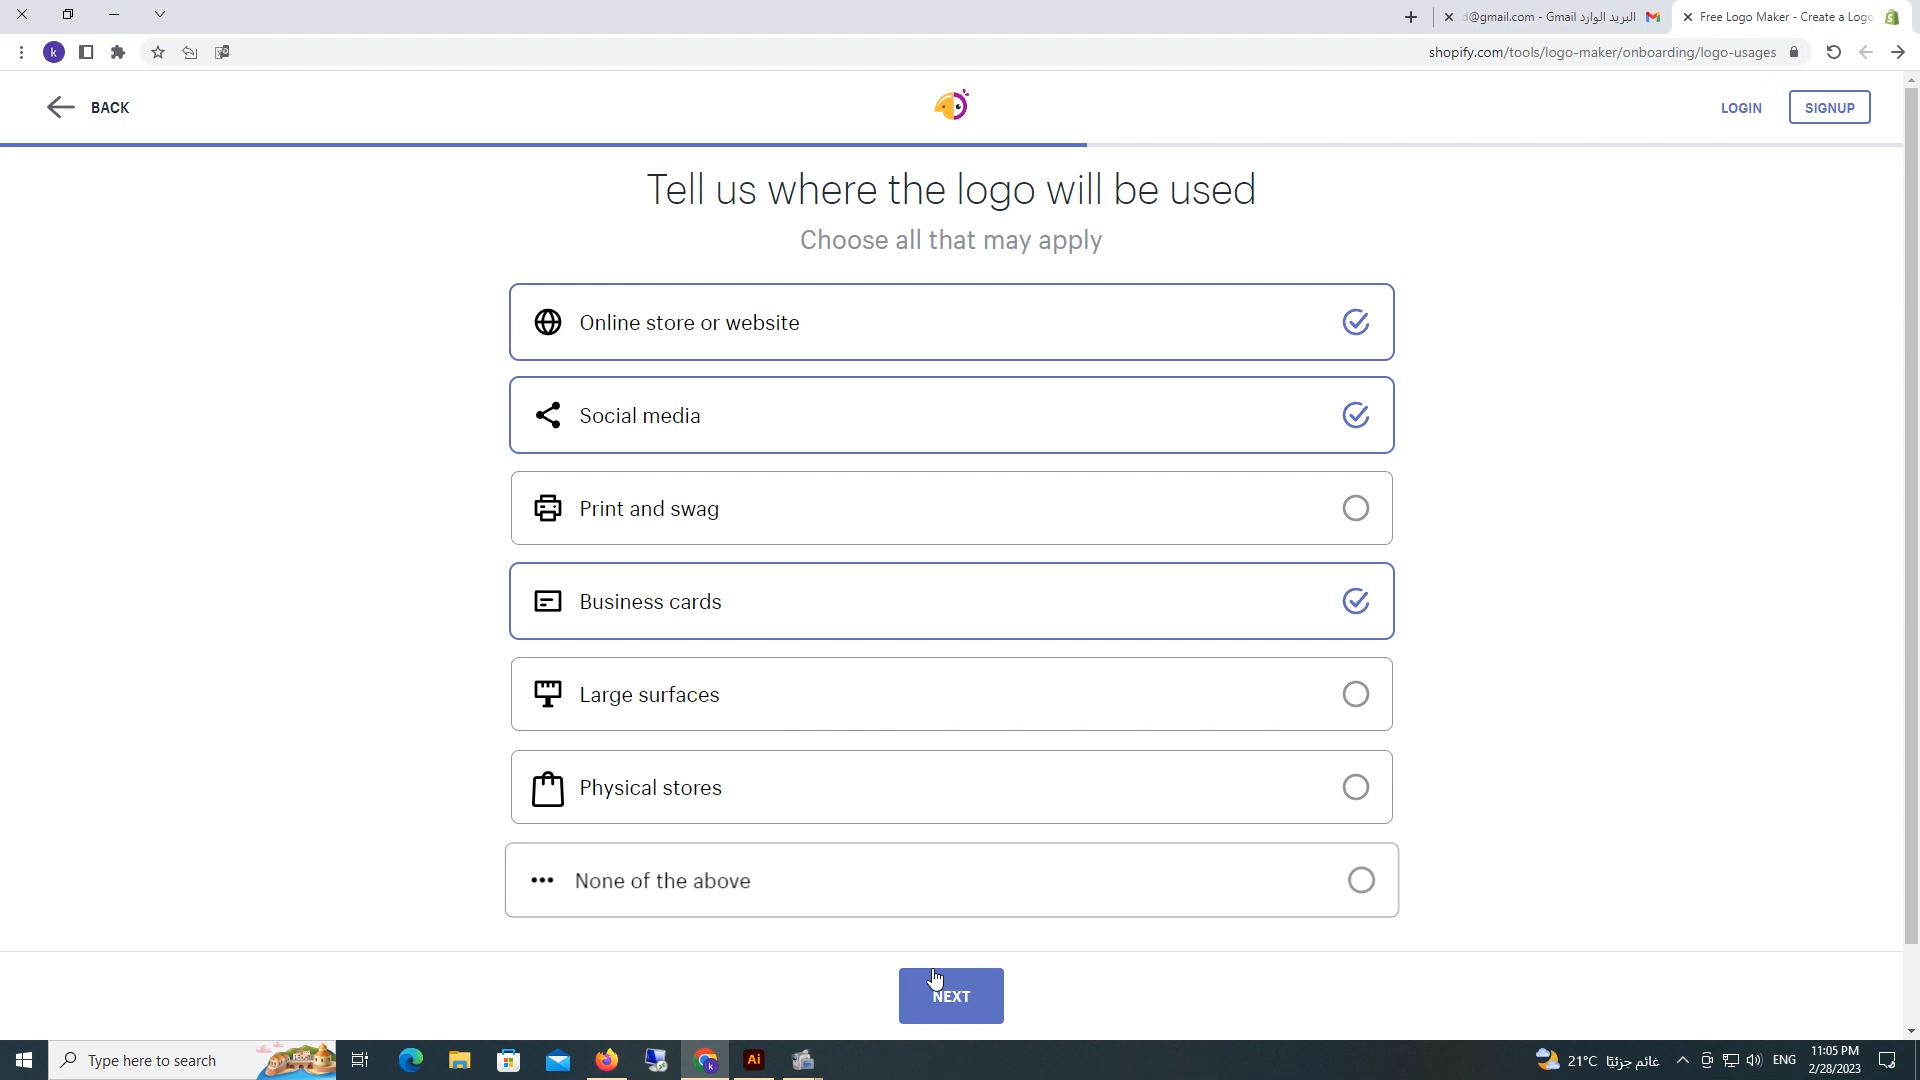 @gmail.com - Gmail البريد الوارد
Free Logo Maker - Create a Logo
k
shopify.com/tools/logo-maker/onboarding/logo-usages
BACK
LOGIN
SIGNUP
Tell us where the logo will be used
Choose all that may apply
Online store or website
Social media
Print and swag
Business cards
Large surfaces
Physical stores
None of the above
NEXT
Type here to search
k
Ai
21°C غائم جزئيًا
ENG
11:05 PM
2/28/2023